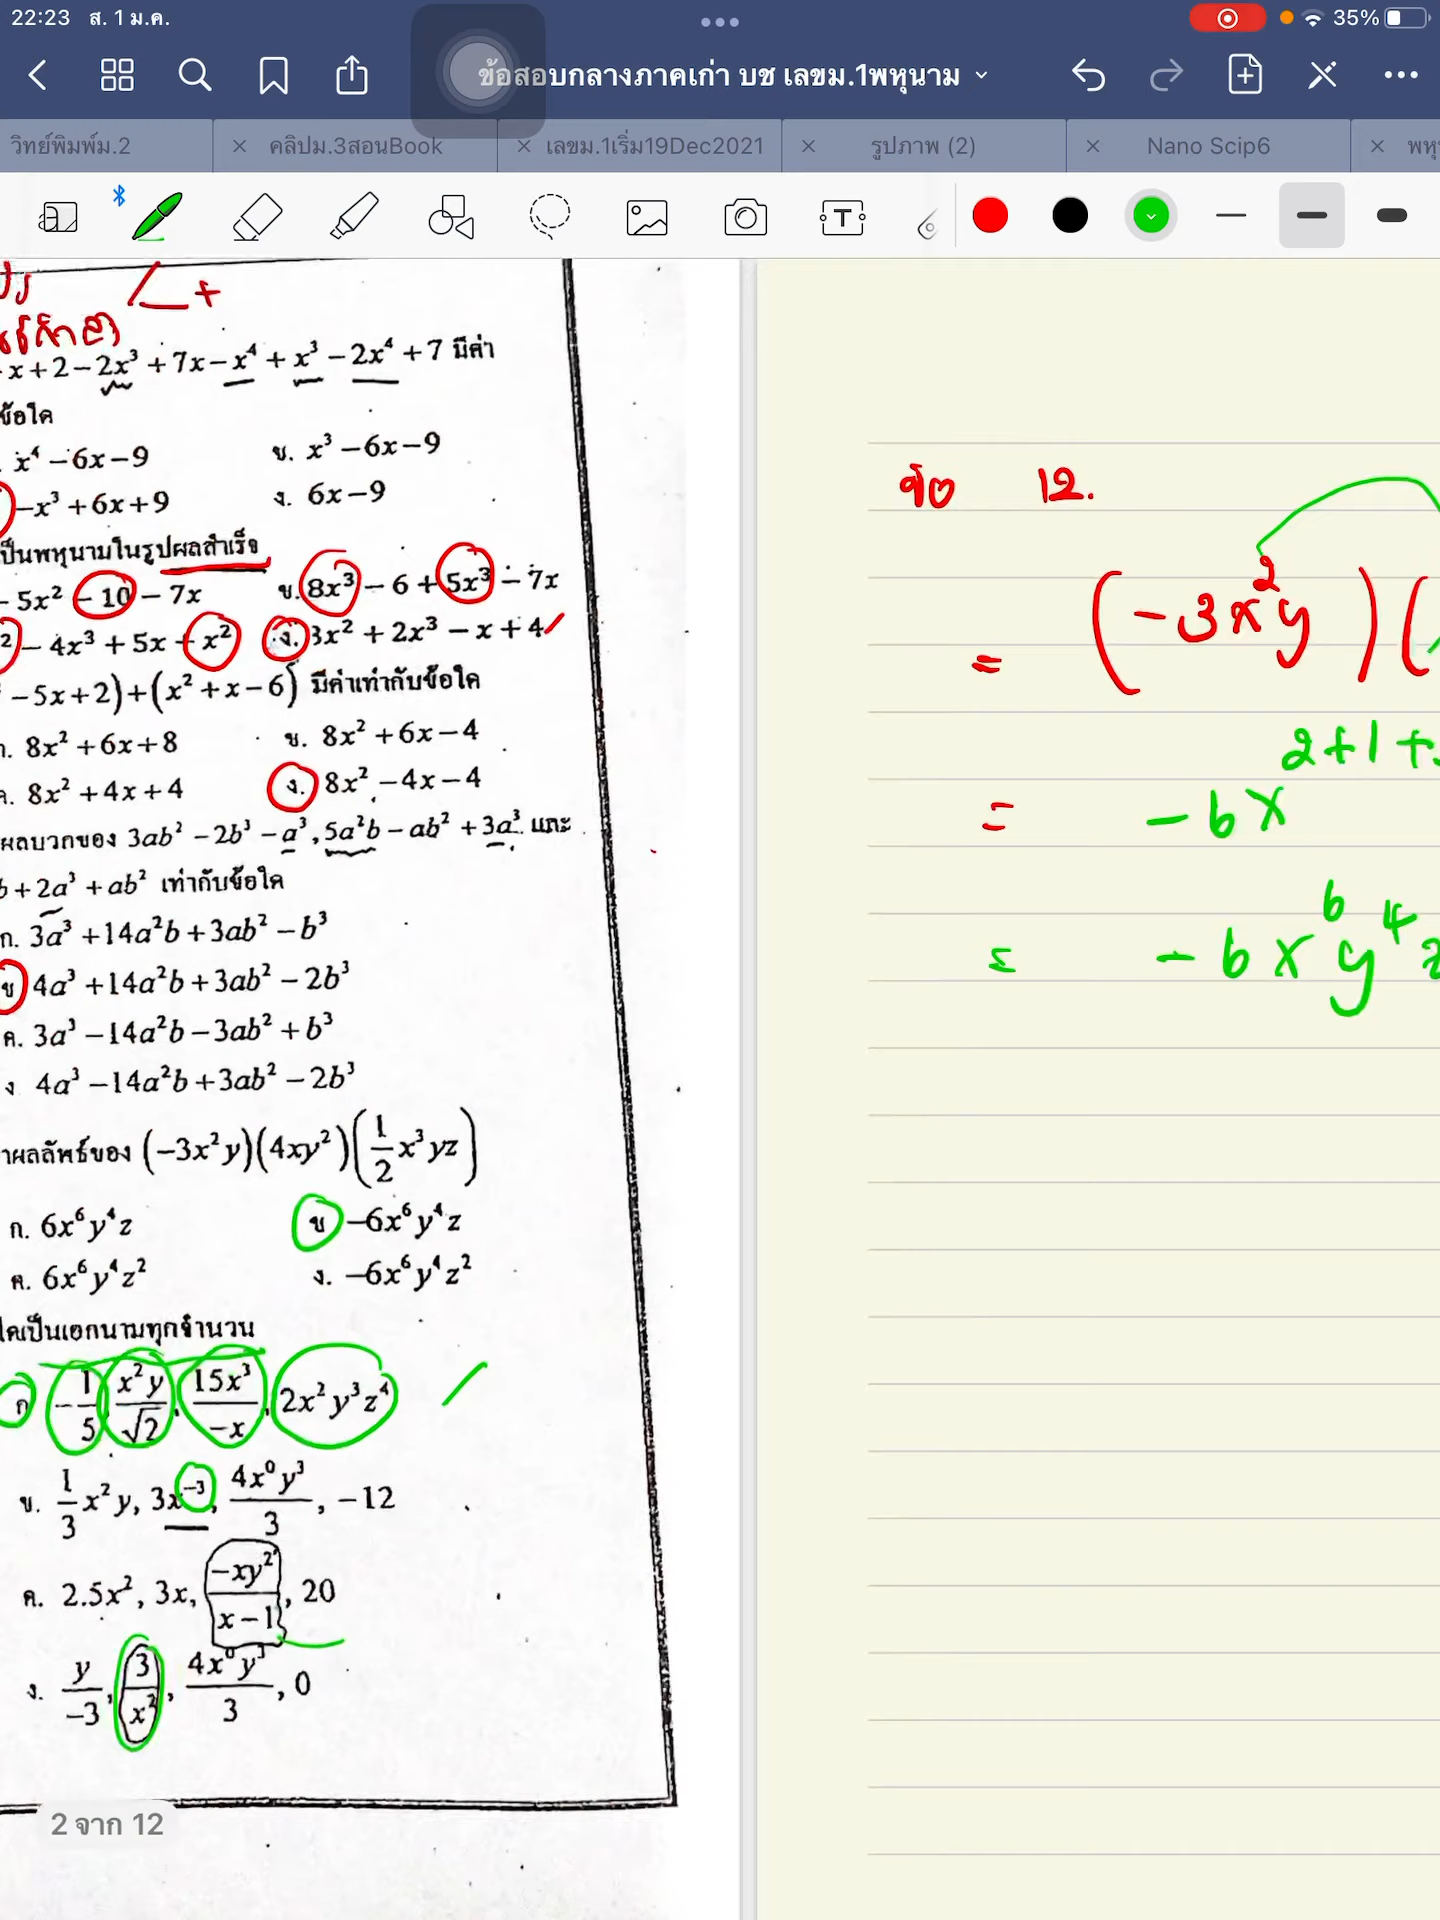 22:23 ส. 1 ม.ค.
35%
ข้อสอบกลางภาคเก่า บช เลขม.1พหุนาม
วิทย์พิมพ์ม.2 × คลิปม.3สอนBook × เลขม.1เริ่ม19Dec2021 × รูปภาพ (2) × Nano Scip6 ×
x+2−2x³+7x−x⁴+x³−2x⁴+7 มีค่า
ข้อใด
x⁴−6x−9 ข. x³−6x−9
−x³+6x+9 ง. 6x−9
เป็นพหุนามในรูปผลสำเร็จ
5x²−10−7x ข. 8x³−6+5x³−7x
−4x³+5x+x² ง. 3x²+2x³−x+4
−5x+2)+(x²+x−6) มีค่าเท่ากับข้อใด
ก. 8x²+6x+8 ข. 8x²+6x−4
ค. 8x²+4x+4 ง. 8x²−4x−4
ผลบวกของ 3ab²−2b³−a³, 5a²b−ab²+3a³ และ
b+2a³+ab² เท่ากับข้อใด
ก. 3a³+14a²b+3ab²−b³
ข 4a³+14a²b+3ab²−2b³
ค. 3a³−14a²b−3ab²+b³
ง 4a³−14a²b+3ab²−2b³
าผลลัพธ์ของ (−3x²y)(4xy²)(1/2 x³yz)
ก. 6x⁶y⁴z ข −6x⁶y⁴z
ค. 6x⁶y⁴z² ง. −6x⁶y⁴z²
ใดเป็นเอกนามทุกจำนวน
ก −1/5, x²y/√2, 15x³/−x, 2x²y³z⁴
ข. 1/3 x²y, 3x⁻³, 4x⁰y³/3, −12
ค. 2.5x², 3x, −xy²/x−1, 20
ง. y/−3, 3/x², 4x⁰y³/3, 0
2 จาก 12
ข้อ 12.
= (−3x²y)(
2+1+
= −6x
= −6x⁶y⁴z